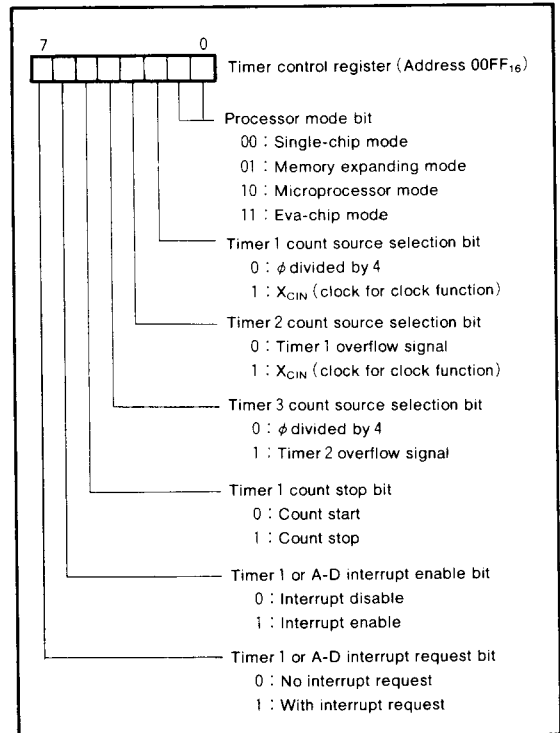 7 0
Timer control register (Address 00FF₁₆)
Processor mode bit
00 : Single-chip mode
01 : Memory expanding mode
10 : Microprocessor mode
11 : Eva-chip mode
Timer 1 count source selection bit
0 : φ divided by 4
1 : X_CIN (clock for clock function)
Timer 2 count source selection bit
0 : Timer 1 overflow signal
1 : X_CIN (clock for clock function)
Timer 3 count source selection bit
0 : φ divided by 4
1 : Timer 2 overflow signal
Timer 1 count stop bit
0 : Count start
1 : Count stop
Timer 1 or A-D interrupt enable bit
0 : Interrupt disable
1 : Interrupt enable
Timer 1 or A-D interrupt request bit
0 : No interrupt request
1 : With interrupt request